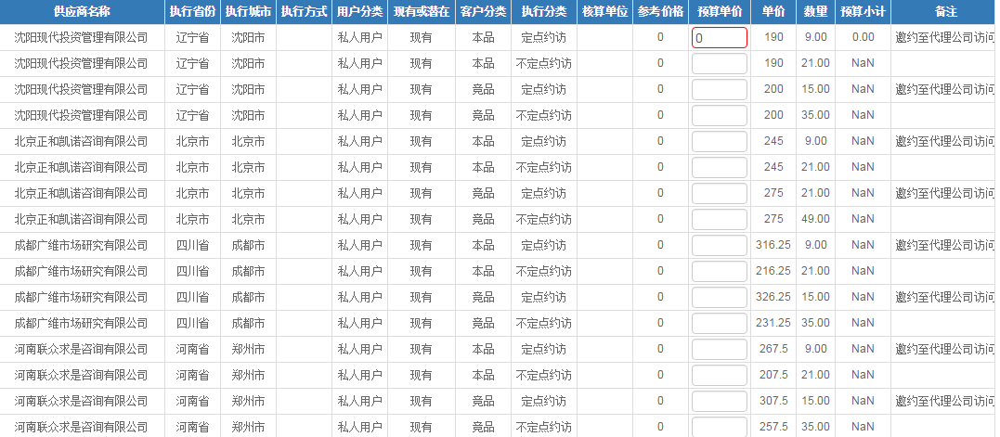 供应商名称 执行省份 执行城市 执行方式 用户分类 现有或潜在 客户分类 执行分类 核算单位 参考价格 预算单价 单价 数里 预算小计 备注
沈阳现代投资管理有限公司 辽宁省 沈阳市 私人用户 现有 本品 定点约访 0 0 190 9.00 0.00 邀约至代理公司访问
沈阳现代投资管理有限公司 辽宁省 沈阳市 私人用户 现有 本品 不定点约访 0 190 21.00 NaN
沈阳现代投资管理有限公司 辽宁省 沈阳市 私人用户 现有 竞品 定点约访 0 200 15.00 NaN 邀约至代理公司访问
沈阳现代投资管理有限公司 辽宁省 沈阳市 私人用户 现有 竞品 不定点约访 0 200 35.00 NaN
北京正和凯诺咨询有限公司 北京市 北京市 私人用户 现有 本品 定点约访 0 245 9.00 NaN 邀约至代理公司访问
北京正和凯诺咨询有限公司 北京市 北京市 私人用户 现有 本品 不定点约访 0 245 21.00 NaN
北京正和凯诺咨询有限公司 北京市 北京市 私人用户 现有 竞品 定点约访 0 275 21.00 NaN 邀约至代理公司访问
北京正和凯诺咨询有限公司 北京市 北京市 私人用户 现有 竞品 不定点约访 0 275 49.00 NaN
成都广维市场研究有限公司 四川省 成都市 私人用户 现有 本品 定点约访 0 316.25 9.00 NaN 邀约至代理公司访问
成都广维市场研究有限公司 四川省 成都市 私人用户 现有 本品 不定点约访 0 216.25 21.00 NaN
成都广维市场研究有限公司 四川省 成都市 私人用户 现有 竞品 定点约访 0 326.25 15.00 NaN 邀约至代理公司访问
成都广维市场研究有限公司 四川省 成都市 私人用户 现有 竞品 不定点约访 0 231.25 35.00 NaN
河南联众求是咨询有限公司 河南省 郑州市 私人用户 现有 本品 定点约访 0 267.5 9.00 NaN 邀约至代理公司访问
河南联众求是咨询有限公司 河南省 郑州市 私人用户 现有 本品 不定点约访 0 207.5 21.00 NaN
河南联众求是咨询有限公司 河南省 郑州市 私人用户 现有 竞品 定点约访 0 307.5 15.00 NaN 邀约至代理公司访问
河南联众求是咨询有限公司 河南省 郑州市 私人用户 现有 竞品 不定点约访 0 257.5 35.00 NaN